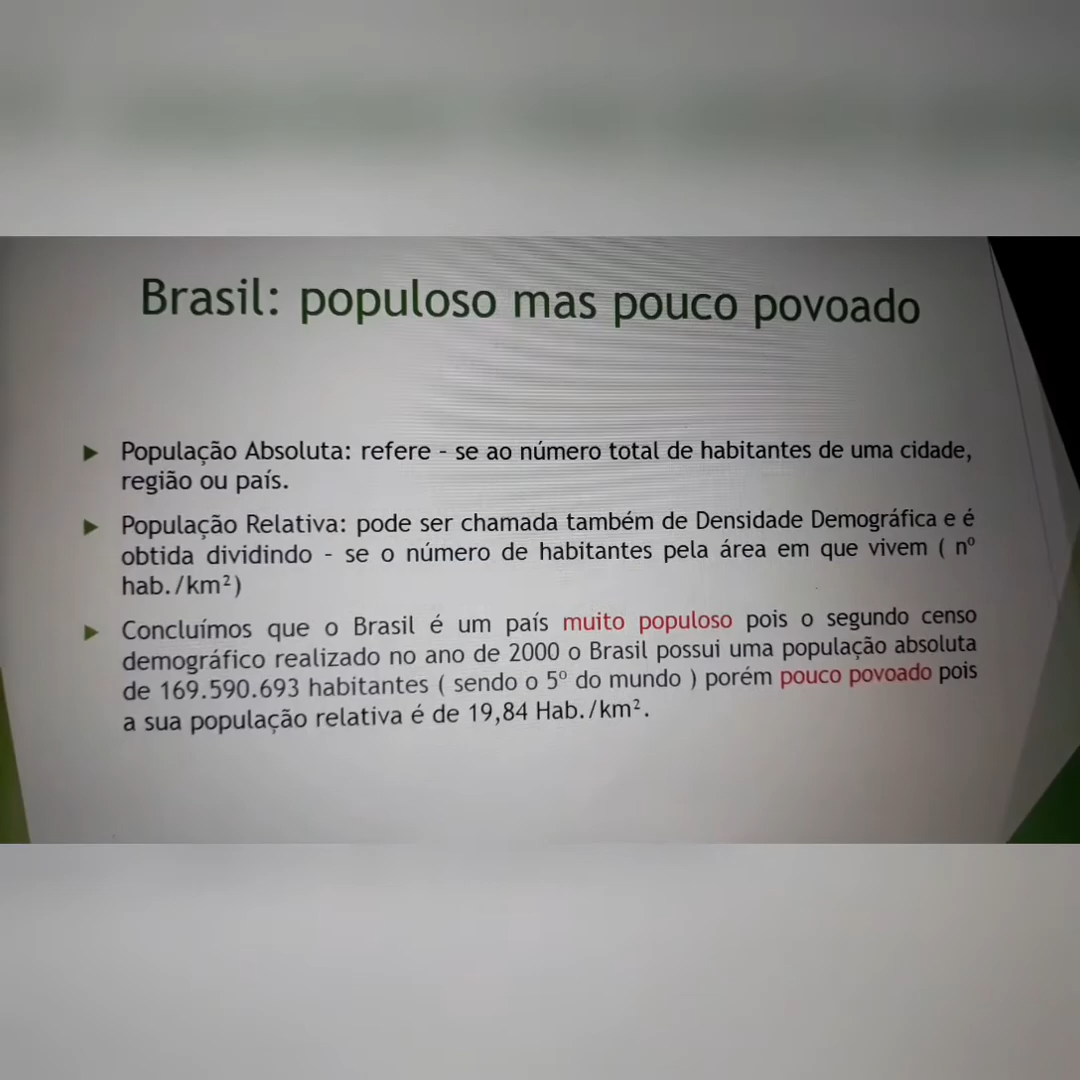 Brasil: populoso mas pouco povoado
População Absoluta: refere - se ao número total de habitantes de uma cidade,
região ou país.
População Relativa: pode ser chamada também de Densidade Demográfica e é
obtida dividindo - se o número de habitantes pela área em que vivem ( nº
hab./km²)
Concluímos que o Brasil é um país muito populoso pois o segundo censo
demográfico realizado no ano de 2000 o Brasil possui uma população absoluta
de 169.590.693 habitantes ( sendo o 5º do mundo ) porém pouco povoado pois
a sua população relativa é de 19,84 Hab./km².